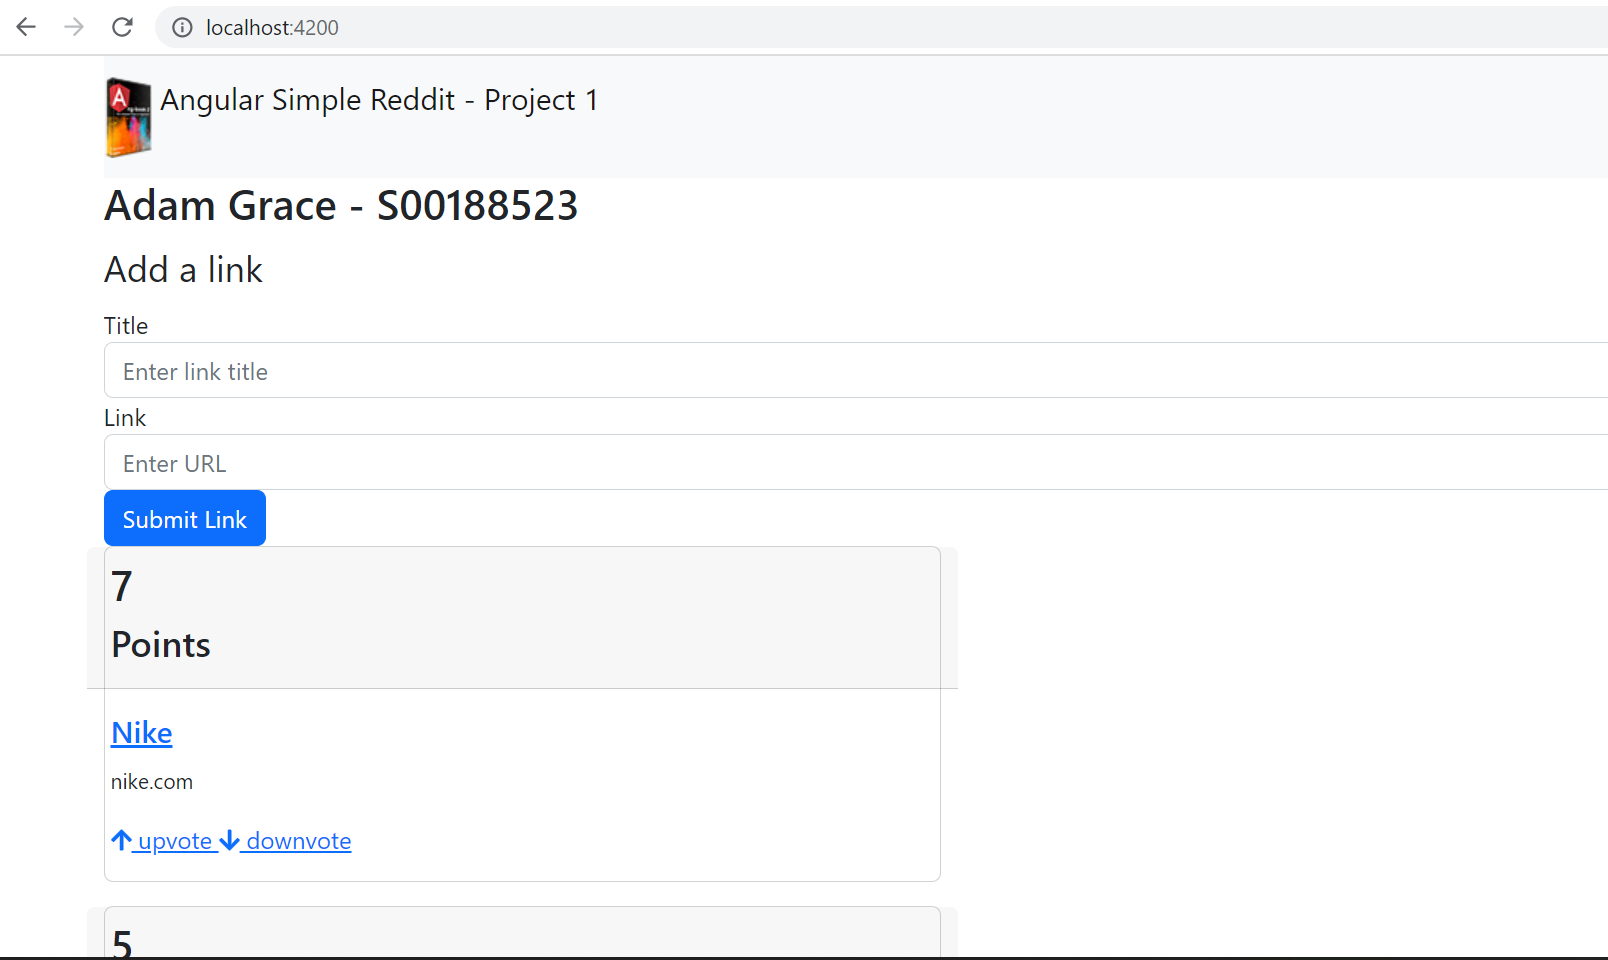 localhost:4200
A
Angular Simple Reddit - Project 1
Adam Grace - S00188523
Add a link
Title
Enter link title
Link
Enter URL
Submit Link
7
Points
Nike
nike.com
upvote downvote
5